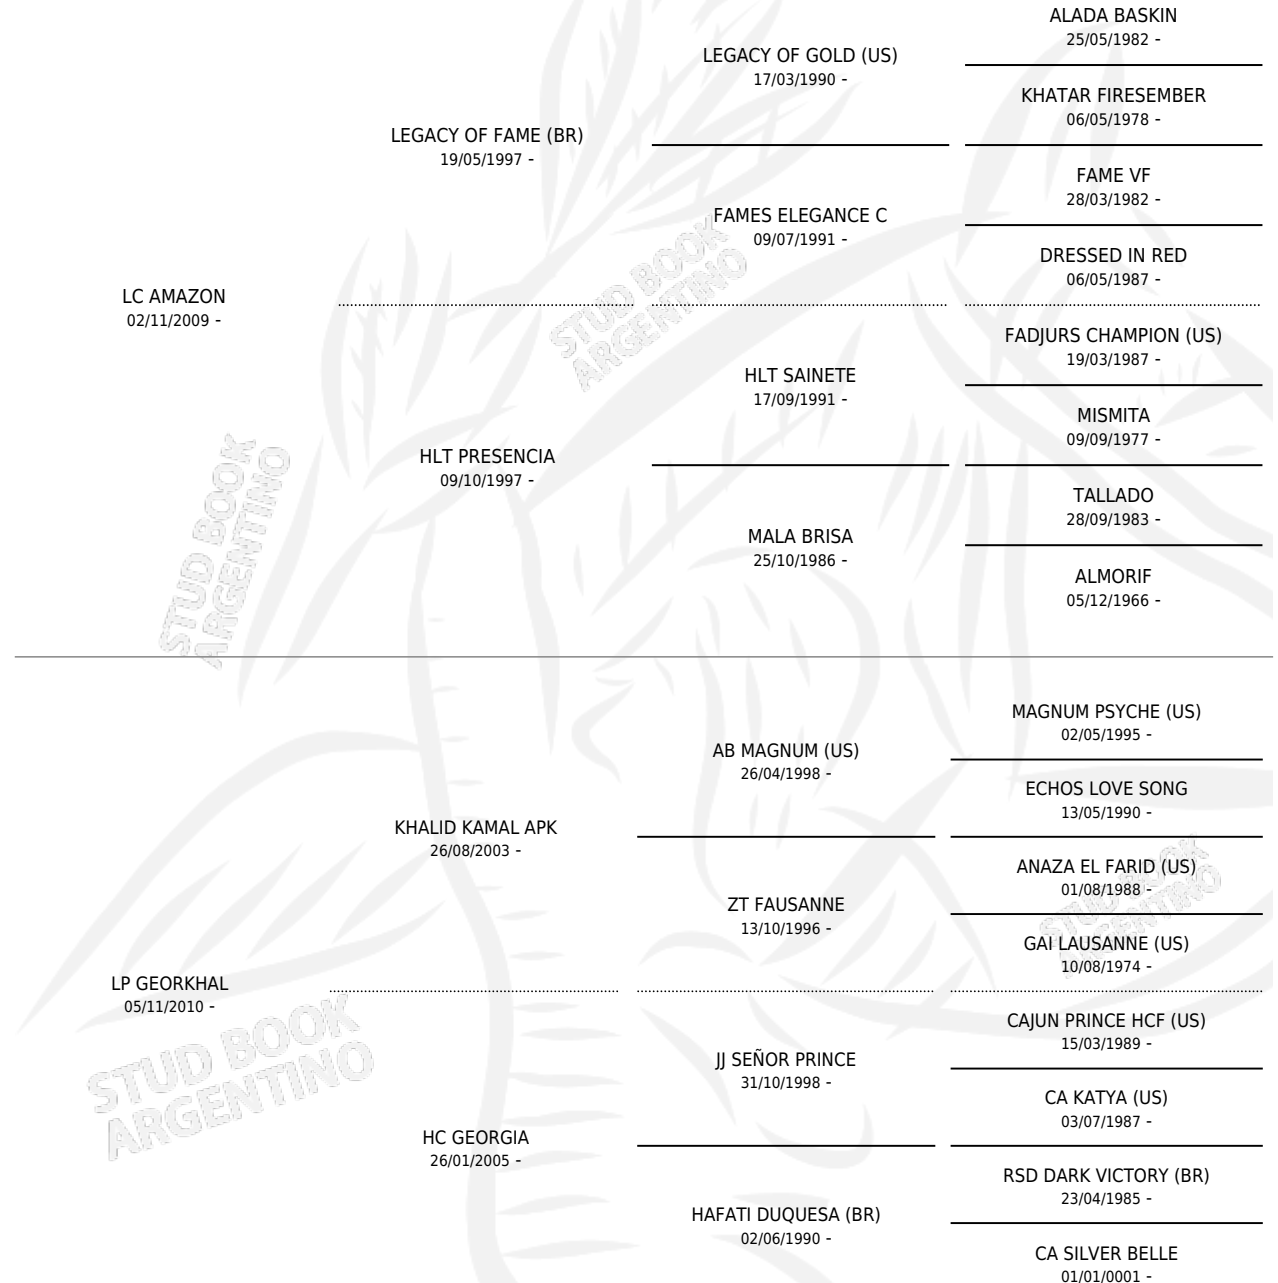 ALADA BASKIN
25/05/1982 -
LEGACY OF GOLD (US)
17/03/1990 -
KHATAR FIRESEMBER
06/05/1978 -
LEGACY OF FAME (BR)
19/05/1997 -
FAME VF
28/03/1982 -
FAMES ELEGANCE C
09/07/1991 -
DRESSED IN RED
06/05/1987 -
LC AMAZON
02/11/2009 -
STUD BOOK
ARGENTINO
FADJURS CHAMPION (US)
19/03/1987 -
HLT SAINETE
17/09/1991 -
MISMITA
09/09/1977 -
HLT PRESENCIA
09/10/1997 -
TALLADO
28/09/1983 -
MALA BRISA
25/10/1986 -
ALMORIF
05/12/1966 -
STUD BOOK
ARGENTINO
MAGNUM PSYCHE (US)
02/05/1995 -
AB MAGNUM (US)
26/04/1998 -
ECHOS LOVE SONG
13/05/1990 -
KHALID KAMAL APK
26/08/2003 -
ANAZA EL FARID (US)
01/08/1988 -
ZT FAUSANNE
13/10/1996 -
STUD BOOK
ARGENTINO
GAI LAUSANNE (US)
10/08/1974 -
LP GEORKHAL
05/11/2010 -
STUD BOOK
ARGENTINO
CAJUN PRINCE HCF (US)
15/03/1989 -
JJ SEÑOR PRINCE
31/10/1998 -
CA KATYA (US)
03/07/1987 -
HC GEORGIA
26/01/2005 -
RSD DARK VICTORY (BR)
23/04/1985 -
HAFATI DUQUESA (BR)
02/06/1990 -
CA SILVER BELLE
01/01/0001 -